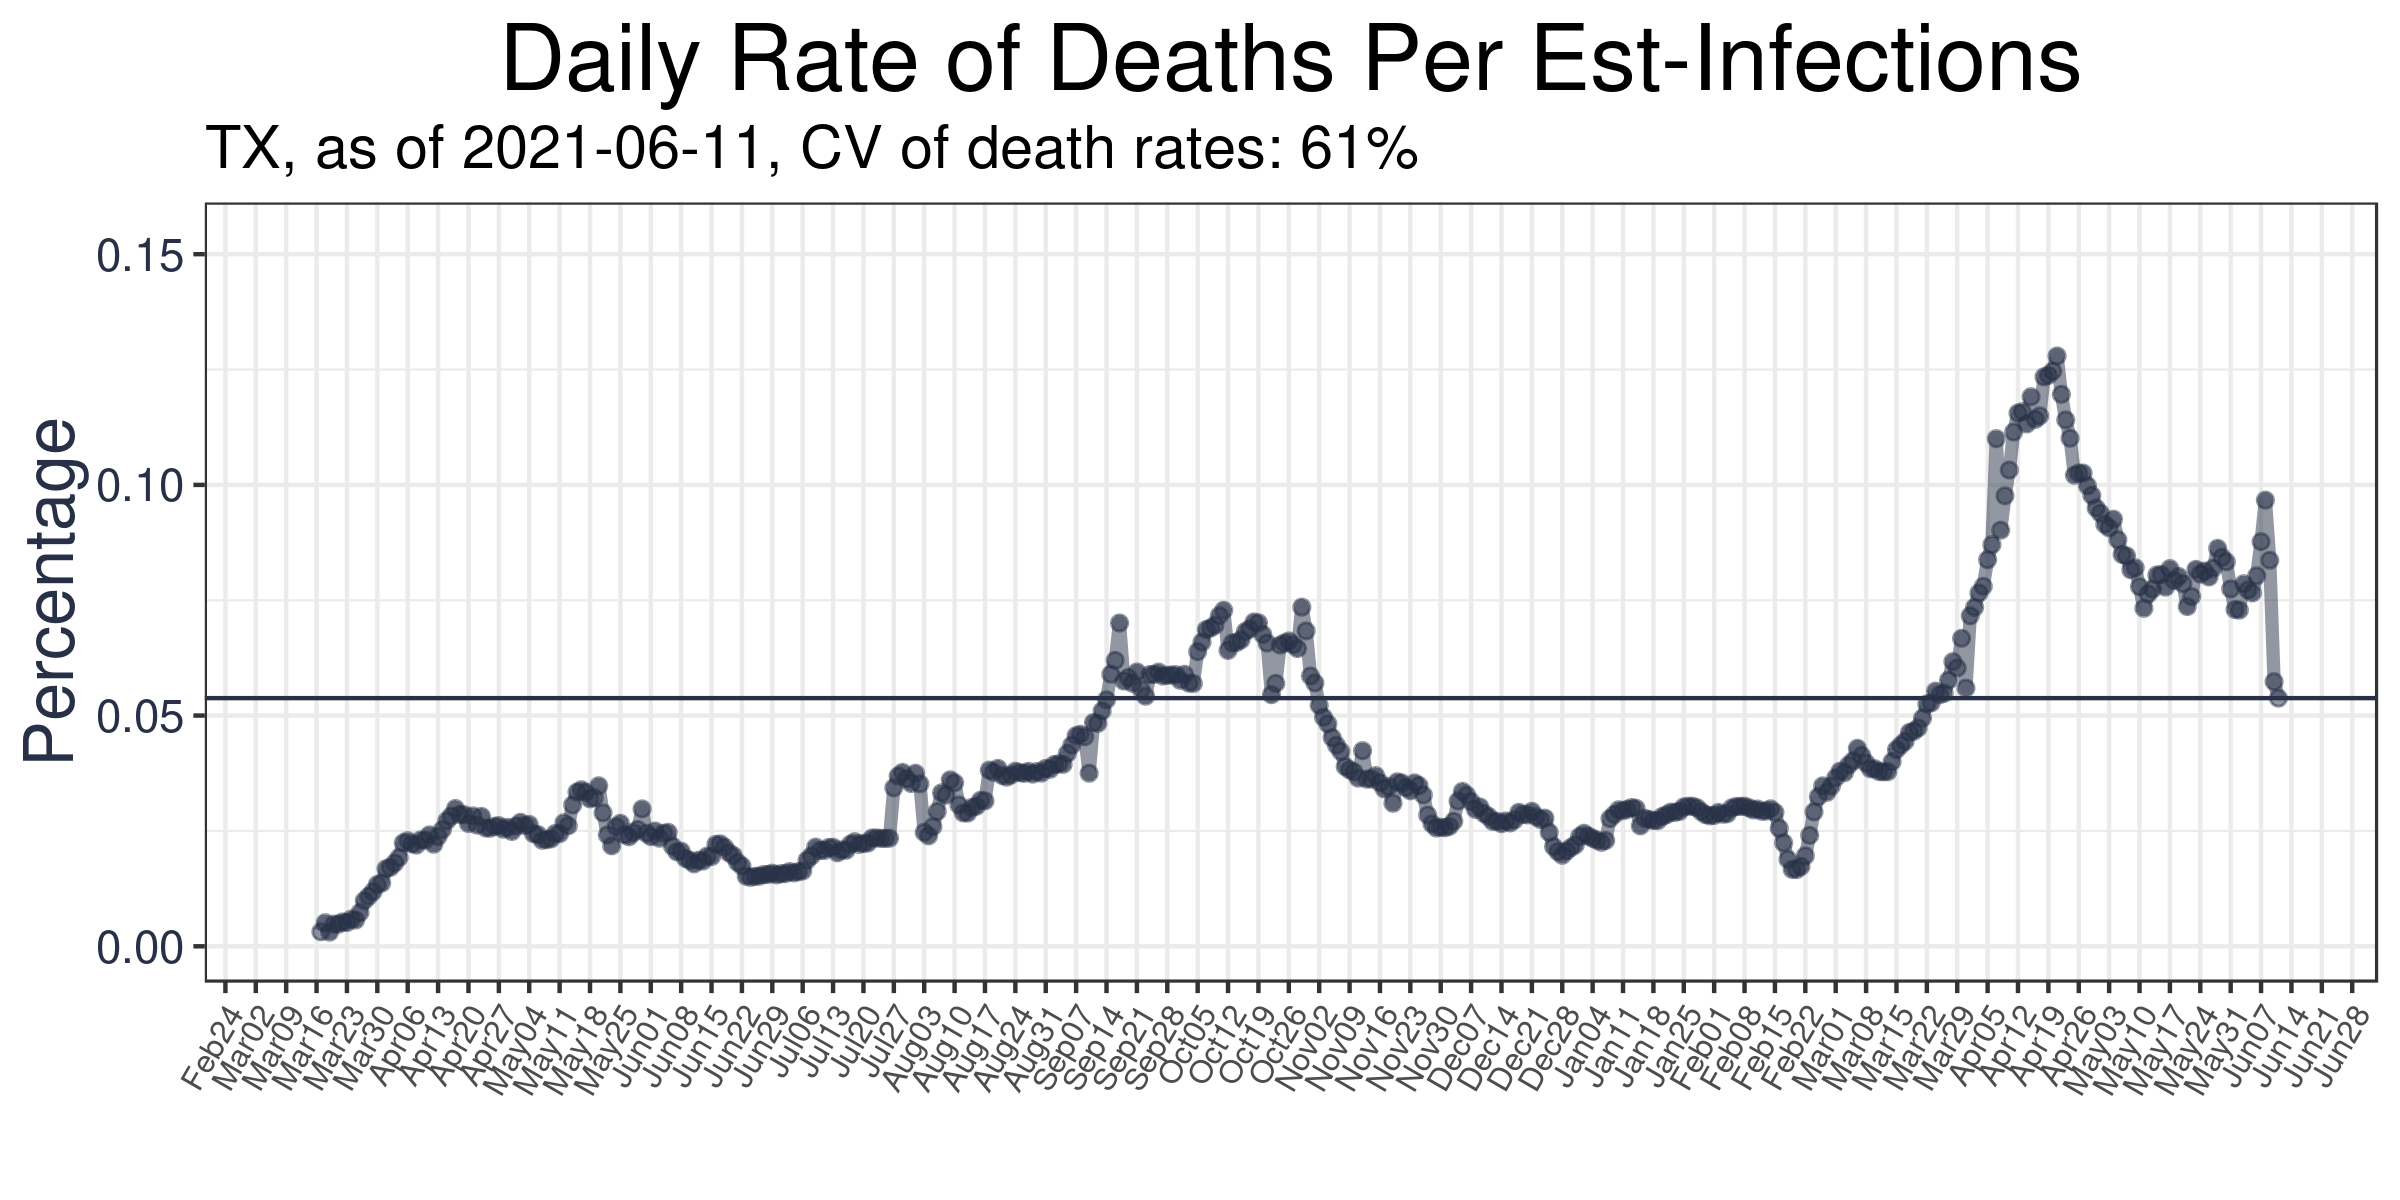 Daily Rate of Deaths Per Est-Infections
TX, as of 2021-06-11, CV of death rates: 61%
Percentage
0.15
0.10
0.05
0.00
Feb24
Mar02
Mar09
Mar16
Mar23
Mar30
Apr06
Apr13
Apr20
Apr27
May04
May11
May18
May25
Jun01
Jun08
Jun15
Jun22
Jun29
Jul06
Jul13
Jul20
Jul27
Aug03
Aug10
Aug17
Aug24
Aug31
Sep07
Sep14
Sep21
Sep28
Oct05
Oct12
Oct19
Oct26
Nov02
Nov09
Nov16
Nov23
Nov30
Dec07
Dec14
Dec21
Dec28
Jan04
Jan11
Jan18
Jan25
Feb01
Feb08
Feb15
Feb22
Mar01
Mar08
Mar15
Mar22
Mar29
Apr05
Apr12
Apr19
Apr26
May03
May10
May17
May24
May31
Jun07
Jun14
Jun21
Jun28